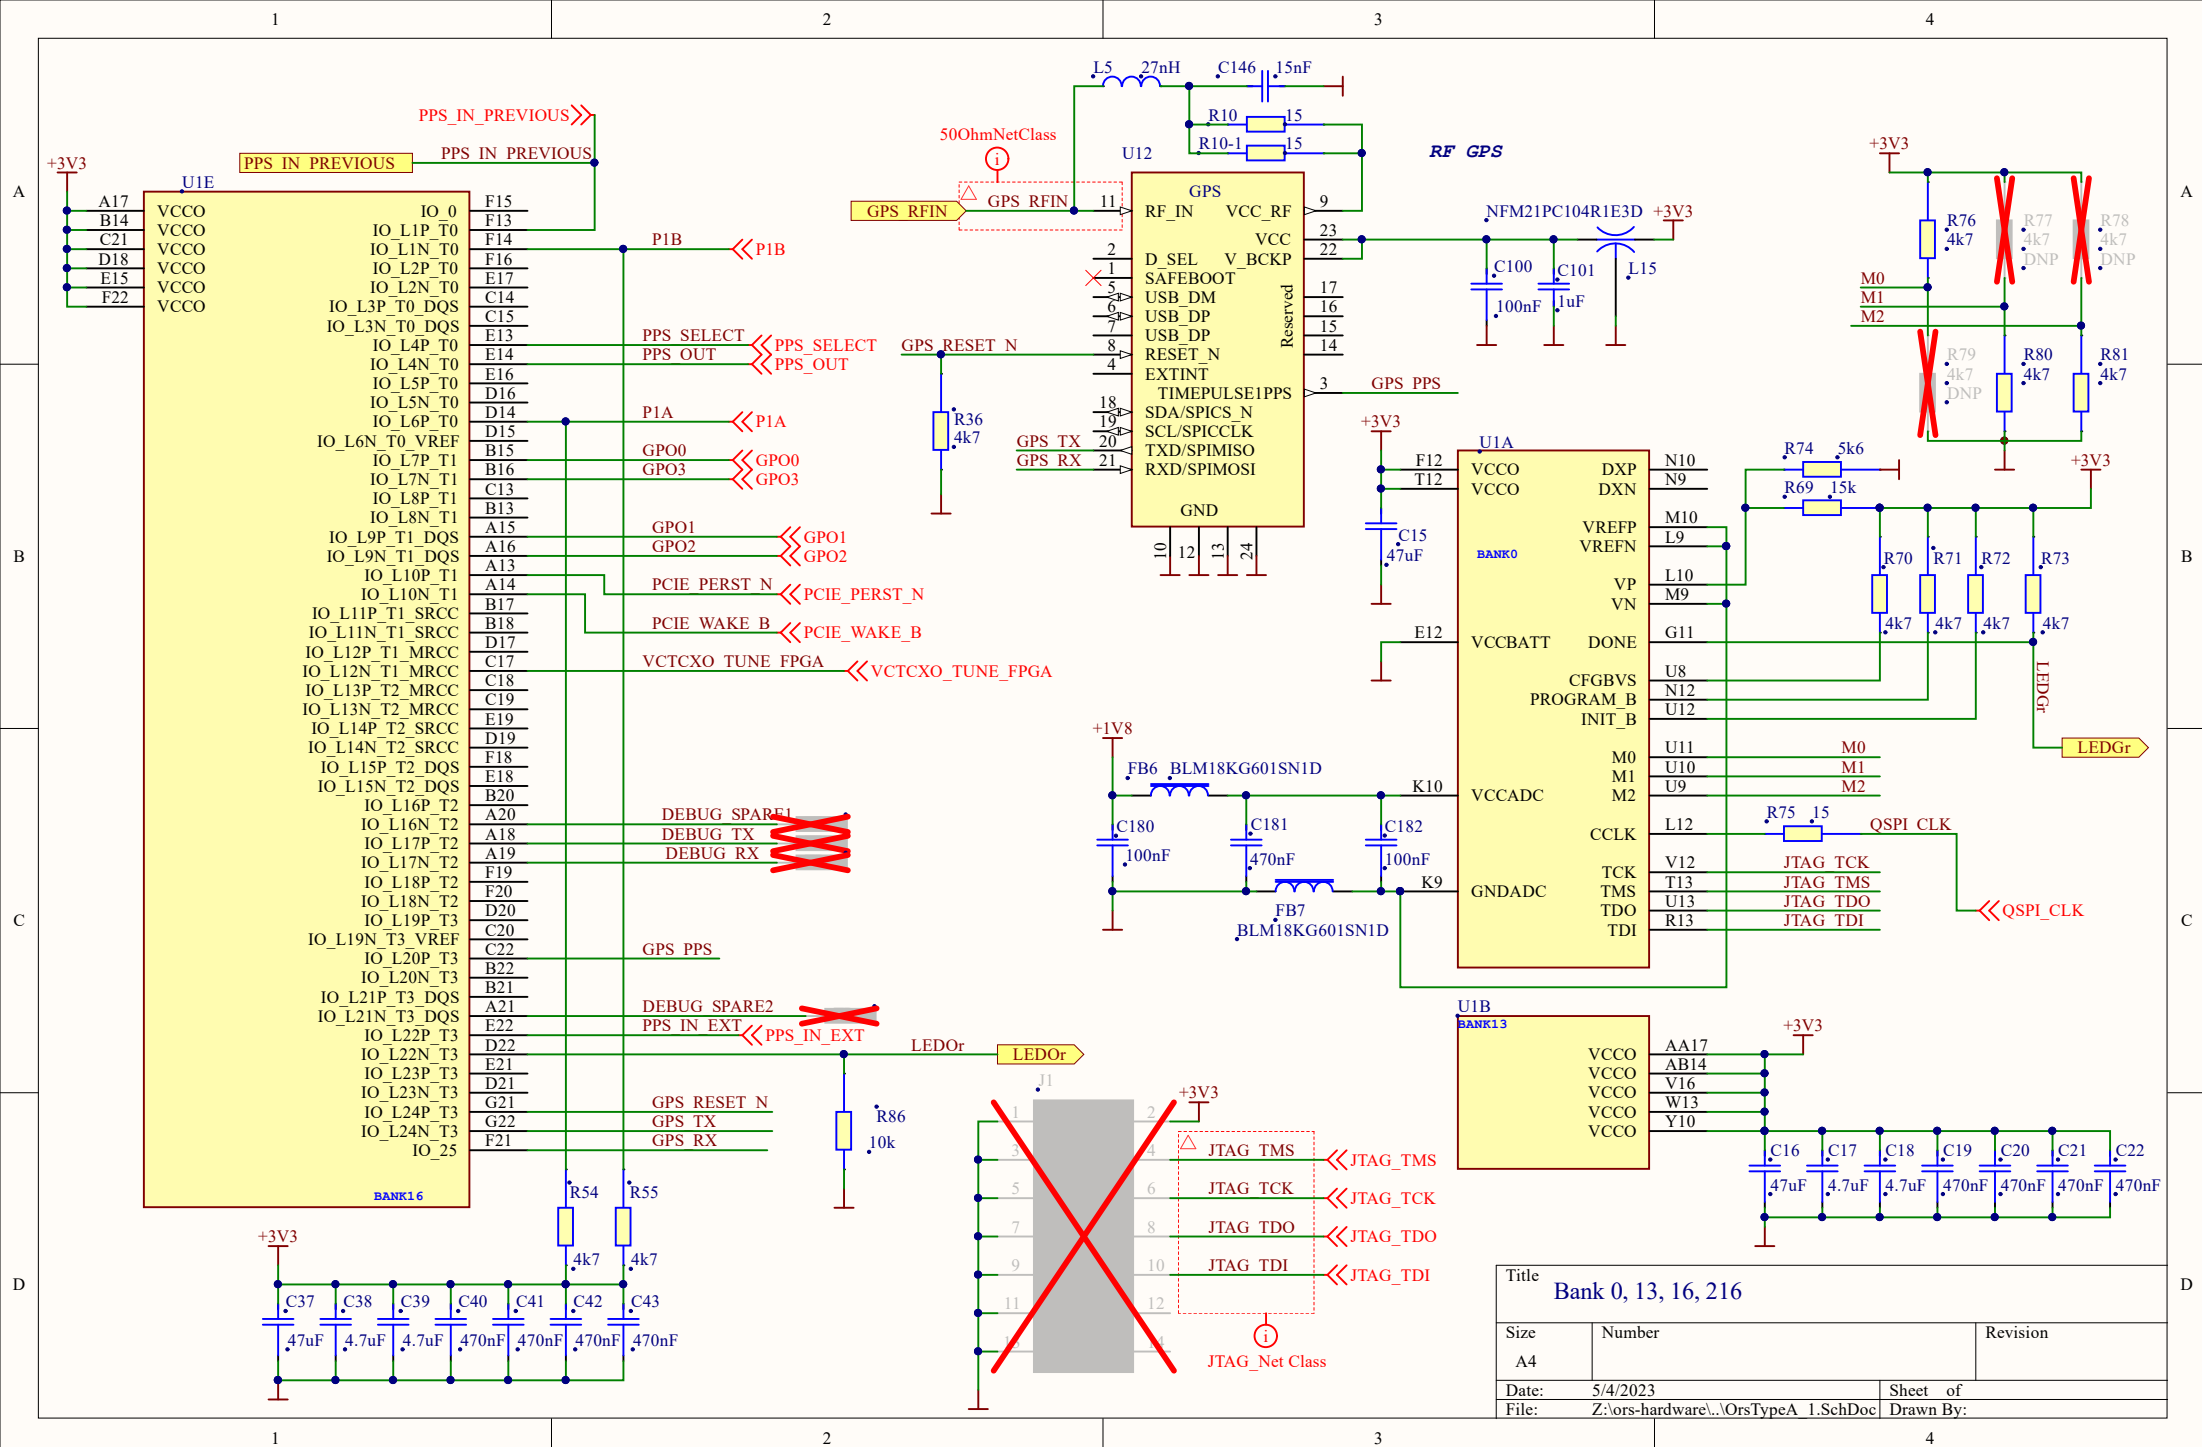 1 2 3 4
A B C D
A B C D
1 2 3 4
PPS_IN_PREVIOUS
PPS_IN_PREVIOUS PPS_IN_PREVIOUS
+3V3
U1E
A17 VCCO
B14 VCCO
C21 VCCO
D18 VCCO
E15 VCCO
F22 VCCO
IO_0 F15
IO_L1P_T0 F13
IO_L1N_T0 F14 P1B P1B
IO_L2P_T0 F16
IO_L2N_T0 E17
IO_L3P_T0_DQS C14
IO_L3N_T0_DQS C15
IO_L4P_T0 E13 PPS_SELECT PPS_SELECT
IO_L4N_T0 E14 PPS_OUT PPS_OUT
IO_L5P_T0 E16
IO_L5N_T0 D16
IO_L6P_T0 D14 P1A P1A
IO_L6N_T0_VREF D15
IO_L7P_T1 B15 GPO0 GPO0
IO_L7N_T1 B16 GPO3 GPO3
IO_L8P_T1 C13
IO_L8N_T1 B13
IO_L9P_T1_DQS A15 GPO1 GPO1
IO_L9N_T1_DQS A16 GPO2 GPO2
IO_L10P_T1 A13 PCIE_PERST_N PCIE_PERST_N
IO_L10N_T1 A14 PCIE_WAKE_B PCIE_WAKE_B
IO_L11P_T1_SRCC B17
IO_L11N_T1_SRCC B18
IO_L12P_T1_MRCC D17
IO_L12N_T1_MRCC C17 VCTCXO_TUNE_FPGA VCTCXO_TUNE_FPGA
IO_L13P_T2_MRCC C18
IO_L13N_T2_MRCC C19
IO_L14P_T2_SRCC E19
IO_L14N_T2_SRCC D19
IO_L15P_T2_DQS F18
IO_L15N_T2_DQS E18
IO_L16P_T2 B20
IO_L16N_T2 A20 DEBUG_SPARE1
IO_L17P_T2 A18 DEBUG_TX
IO_L17N_T2 A19 DEBUG_RX
IO_L18P_T2 F19
IO_L18N_T2 F20
IO_L19P_T3 D20
IO_L19N_T3_VREF C20
IO_L20P_T3 C22 GPS_PPS
IO_L20N_T3 B22
IO_L21P_T3_DQS B21
IO_L21N_T3_DQS A21 DEBUG_SPARE2
IO_L22P_T3 E22 PPS_IN_EXT PPS_IN_EXT
IO_L22N_T3 D22 LEDOr LEDOr
IO_L23P_T3 E21
IO_L23N_T3 D21
IO_L24P_T3 G21 GPS_RESET_N
IO_L24N_T3 G22 GPS_TX
IO_25 F21 GPS_RX
BANK16
R54 4k7
R55 4k7
R86 10k
+3V3
C37 C38 C39 C40 C41 C42 C43
47uF 4.7uF 4.7uF 470nF 470nF 470nF 470nF
L5 27nH C146 15nF
R10 15
R10-1 15
50OhmNetClass
i
GPS_RFIN GPS_RFIN
U12
GPS
RF GPS
11 RF_IN VCC_RF 9
VCC 23
2 D_SEL V_BCKP 22
1 SAFEBOOT
5 USB_DM 17
6 USB_DP 16
7 USB_DP 15
GPS_RESET_N 8 RESET_N 14
Reserved
4 EXTINT
TIMEPULSE1PPS 3 GPS_PPS
18 SDA/SPICS_N
19 SCL/SPICCLK
GPS_TX 20 TXD/SPIMISO
GPS_RX 21 RXD/SPIMOSI
GND
10 12 13 24
R36 4k7
NFM21PC104R1E3D +3V3
L15
C100 100nF
C101 1uF
+3V3
R76 4k7
R77 4k7 DNP
R78 4k7 DNP
M0
M1
M2
R79 4k7 DNP
R80 4k7
R81 4k7
+3V3
C15 47uF
U1A
BANK0
F12 VCCO DXP N10
T12 VCCO DXN N9
VREFP M10
VREFN L9
VP L10
VN M9
E12 VCCBATT DONE G11
CFGBVS U8
PROGRAM_B N12
INIT_B U12
M0 U11 M0
M1 U10 M1
K10 VCCADC M2 U9 M2
CCLK L12 R75 15 QSPI_CLK
TCK V12 JTAG_TCK
K9 GNDADC TMS T13 JTAG_TMS
TDO U13 JTAG_TDO
TDI R13 JTAG_TDI
QSPI_CLK
R74 5k6
R69 15k
+3V3
R70 R71 R72 R73
4k7 4k7 4k7 4k7
LEDGr
LEDGr
+1V8
FB6 BLM18KG601SN1D
C180 100nF
C181 470nF
C182 100nF
FB7
BLM18KG601SN1D
U1B
BANK13
VCCO AA17
VCCO AB14
VCCO V16
VCCO W13
VCCO Y10
+3V3
C16 C17 C18 C19 C20 C21 C22
47uF 4.7uF 4.7uF 470nF 470nF 470nF 470nF
J1
+3V3
1 2
3 4 JTAG_TMS JTAG_TMS
5 6 JTAG_TCK JTAG_TCK
7 8 JTAG_TDO JTAG_TDO
9 10 JTAG_TDI JTAG_TDI
11 12
i
JTAG_Net Class
Title
Bank 0, 13, 16, 216
Size Number Revision
A4
Date: 5/4/2023 Sheet of
File: Z:\ors-hardware\..\OrsTypeA_1.SchDoc Drawn By: